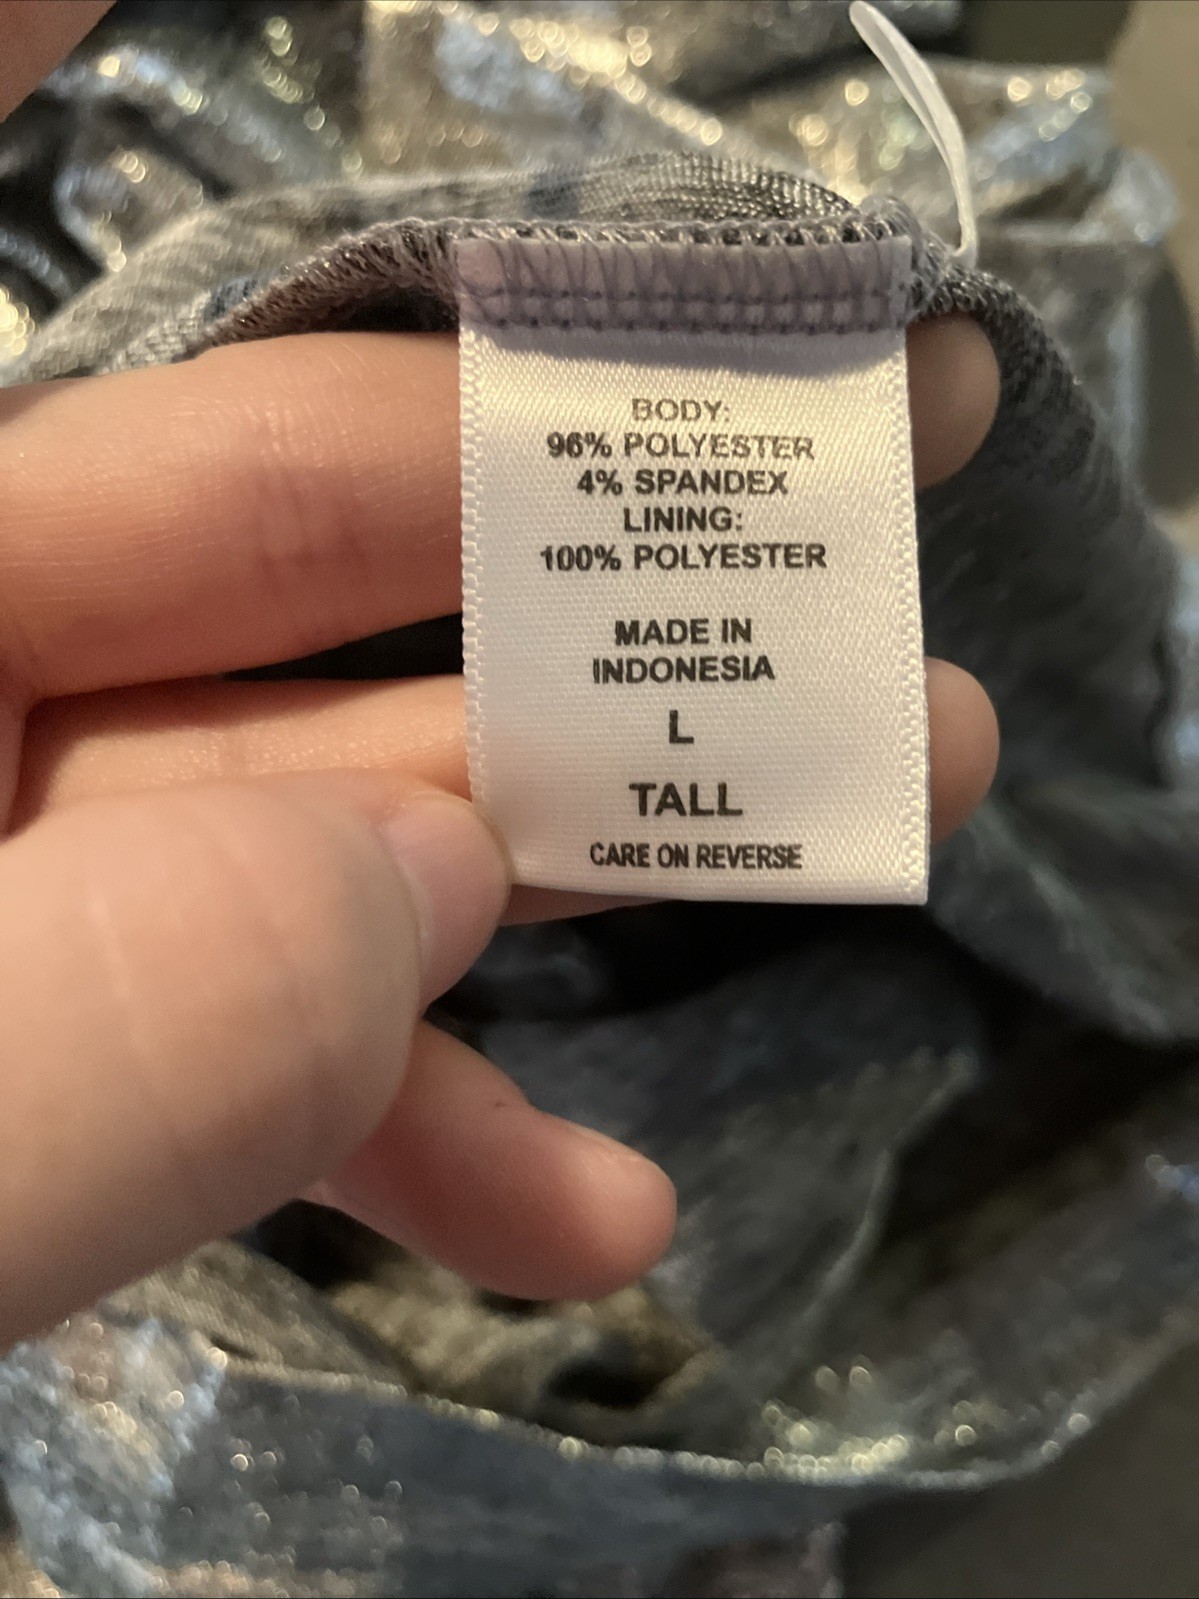 BODY:
96% POLYESTER
4% SPANDEX
LINING:
100% POLYESTER
MADE IN
INDONESIA
L
TALL
CARE ON REVERSE